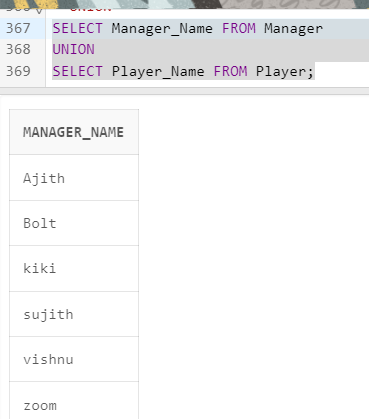 UNION
367 SELECT Manager_Name FROM Manager
368 UNION
369 SELECT Player_Name FROM Player;
MANAGER_NAME
Ajith
Bolt
kiki
sujith
vishnu
zoom